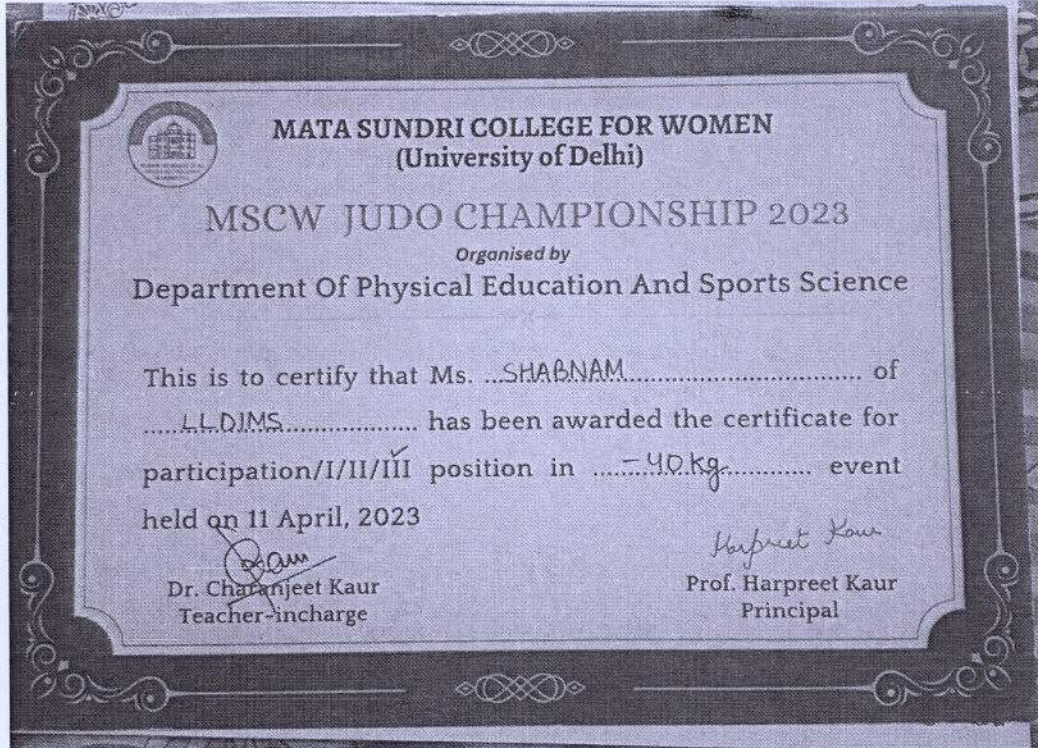 MATA SUNDRI COLLEGE FOR WOMEN
(University of Delhi)
MSCW JUDO CHAMPIONSHIP 2023
Organised by
Department Of Physical Education And Sports Science
This is to certify that Ms. ...SHABNAM.................................... of
.....LLDIMS.................. has been awarded the certificate for
participation/I/II/III ✓ position in ......-40.kg............ event
held on 11 April, 2023
Harpreet Kaur
Dr. Charanjeet Kaur
Teacher-incharge
Prof. Harpreet Kaur
Principal